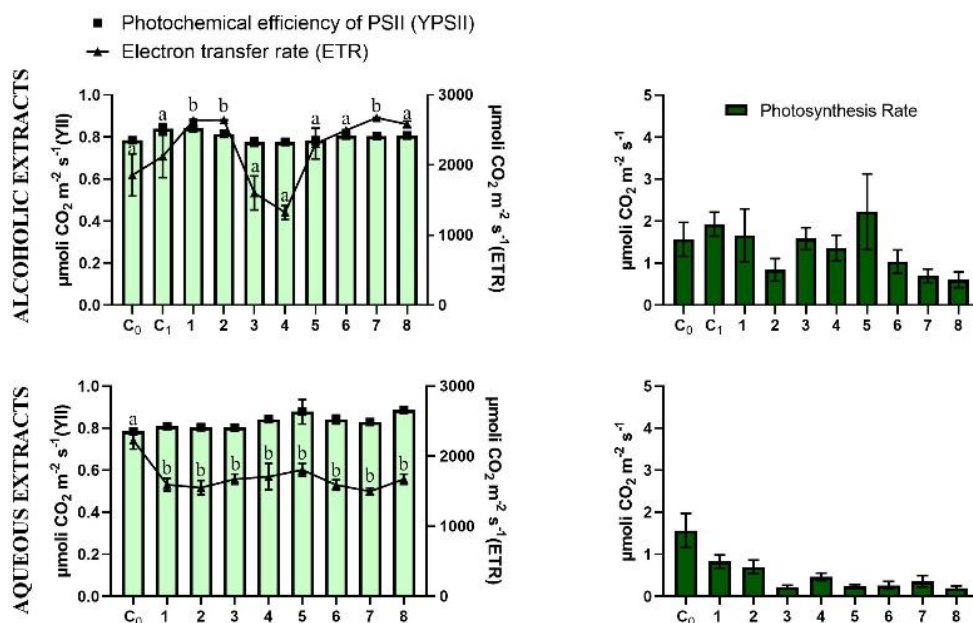 Photochemical efficiency of PSII (YPSII)
Electron transfer rate (ETR)
ALCOHOLIC EXTRACTS
µmoli CO2 m-2 s-1(YII)
1.0
0.8
0.6
0.4
0.2
0.0
a a b b a a a a b a
3000
2000
1000
0
µmoli CO2 m-2 s-1(ETR)
C0 C1 1 2 3 4 5 6 7 8
Photosynthesis Rate
µmoli CO2 m-2 s-1
5
4
3
2
1
0
C0 C1 1 2 3 4 5 6 7 8
AQUEOUS EXTRACTS
µmoli CO2 m-2 s-1(YII)
1.0
0.8
0.6
0.4
0.2
0.0
a b b b b b b b b
3000
2000
1000
0
µmoli CO2 m-2 s-1(ETR)
C0 1 2 3 4 5 6 7 8
µmoli CO2 m-2 s-1
5
4
3
2
1
0
C0 1 2 3 4 5 6 7 8